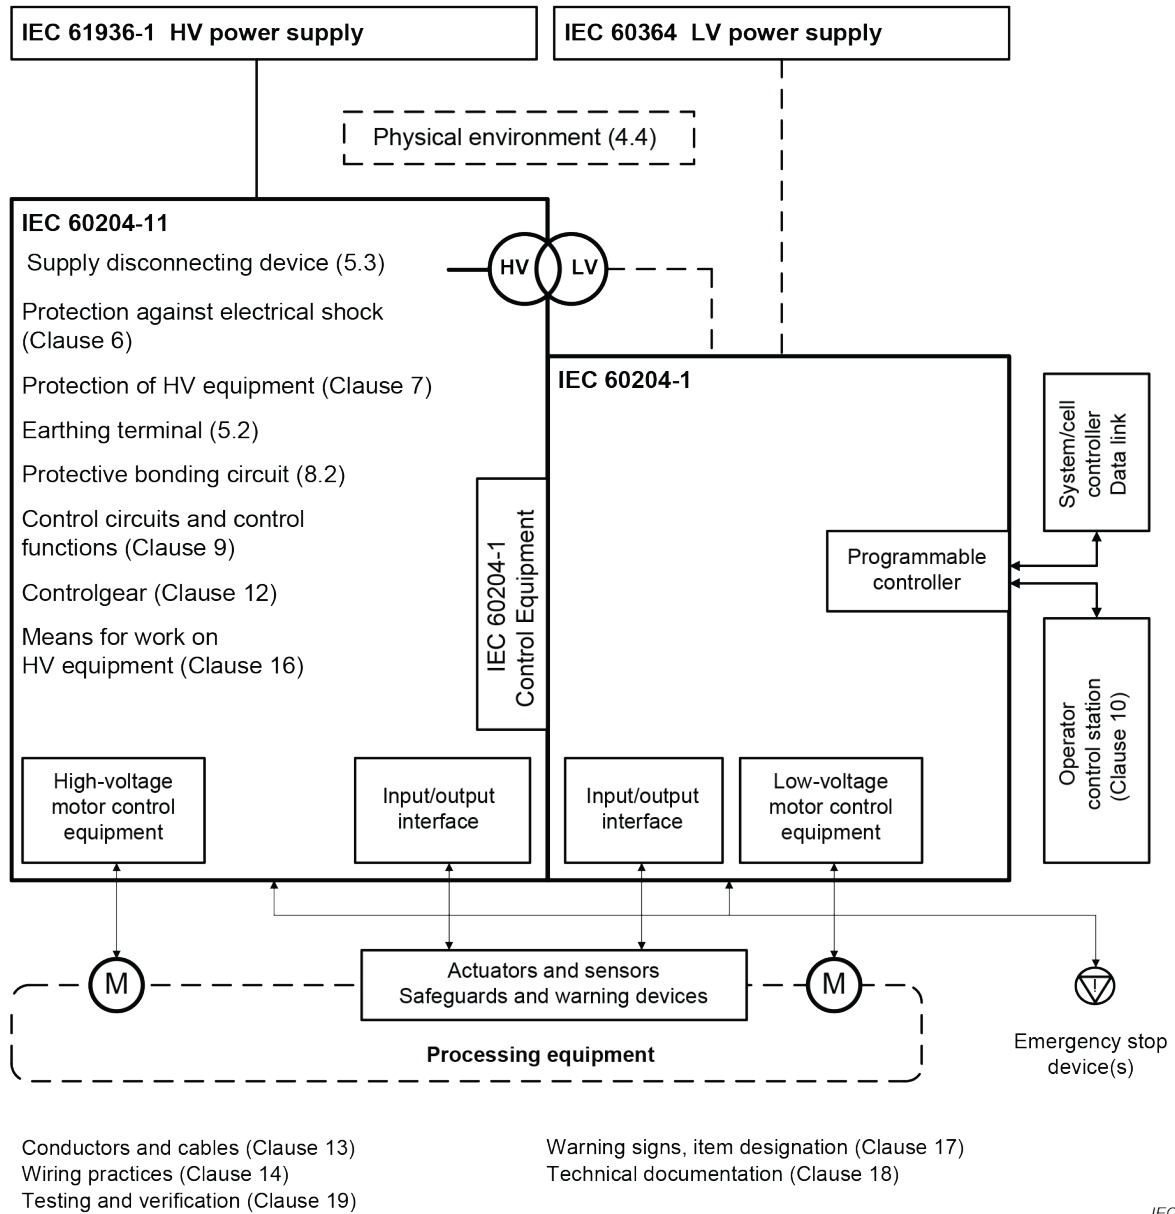 IEC 61936-1 HV power supply
IEC 60364 LV power supply
Physical environment (4.4)
IEC 60204-11
Supply disconnecting device (5.3)
HV
LV
Protection against electrical shock
(Clause 6)
Protection of HV equipment (Clause 7)
Earthing terminal (5.2)
Protective bonding circuit (8.2)
Control circuits and control
functions (Clause 9)
Controlgear (Clause 12)
Means for work on
HV equipment (Clause 16)
IEC 60204-1
Control Equipment
IEC 60204-1
Programmable
controller
System/cell
controller
Data link
Operator
control station
(Clause 10)
High-voltage
motor control
equipment
Input/output
interface
Input/output
interface
Low-voltage
motor control
equipment
M
Actuators and sensors
Safeguards and warning devices
M
!
Processing equipment
Emergency stop
device(s)
Conductors and cables (Clause 13)
Wiring practices (Clause 14)
Testing and verification (Clause 19)
Warning signs, item designation (Clause 17)
Technical documentation (Clause 18)
IEC